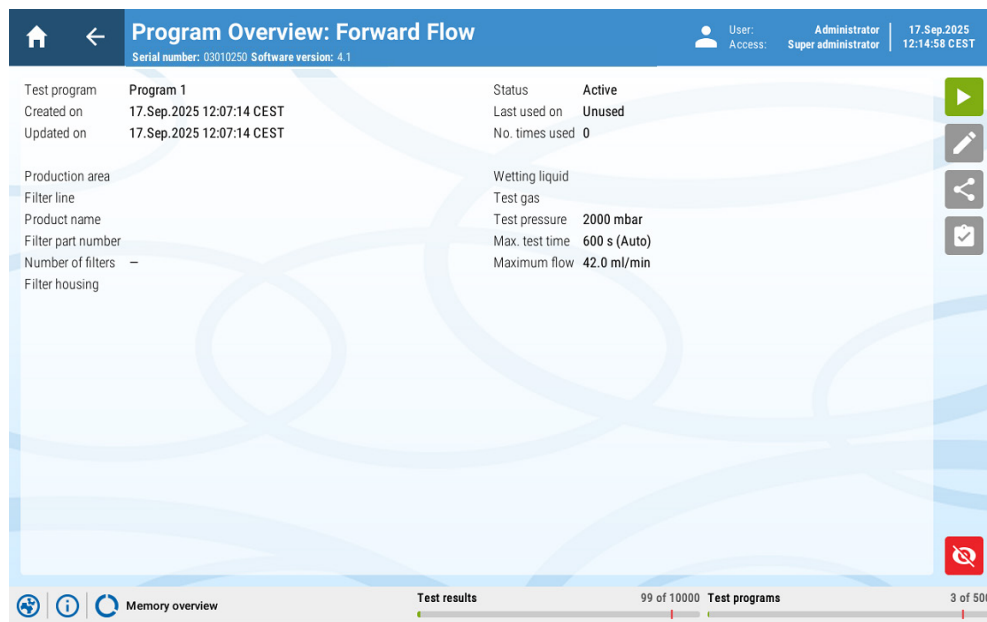 Program Overview: Forward Flow
Serial number: 03010250 Software version: 4.1
User: Administrator
Access: Super administrator
17.Sep.2025
12:14:58 CEST
Test program Program 1
Created on 17.Sep.2025 12:07:14 CEST
Updated on 17.Sep.2025 12:07:14 CEST
Status Active
Last used on Unused
No. times used 0
Production area
Filter line
Product name
Filter part number
Number of filters –
Filter housing
Wetting liquid
Test gas
Test pressure 2000 mbar
Max. test time 600 s (Auto)
Maximum flow 42.0 ml/min
Memory overview
Test results 99 of 10000
Test programs 3 of 500